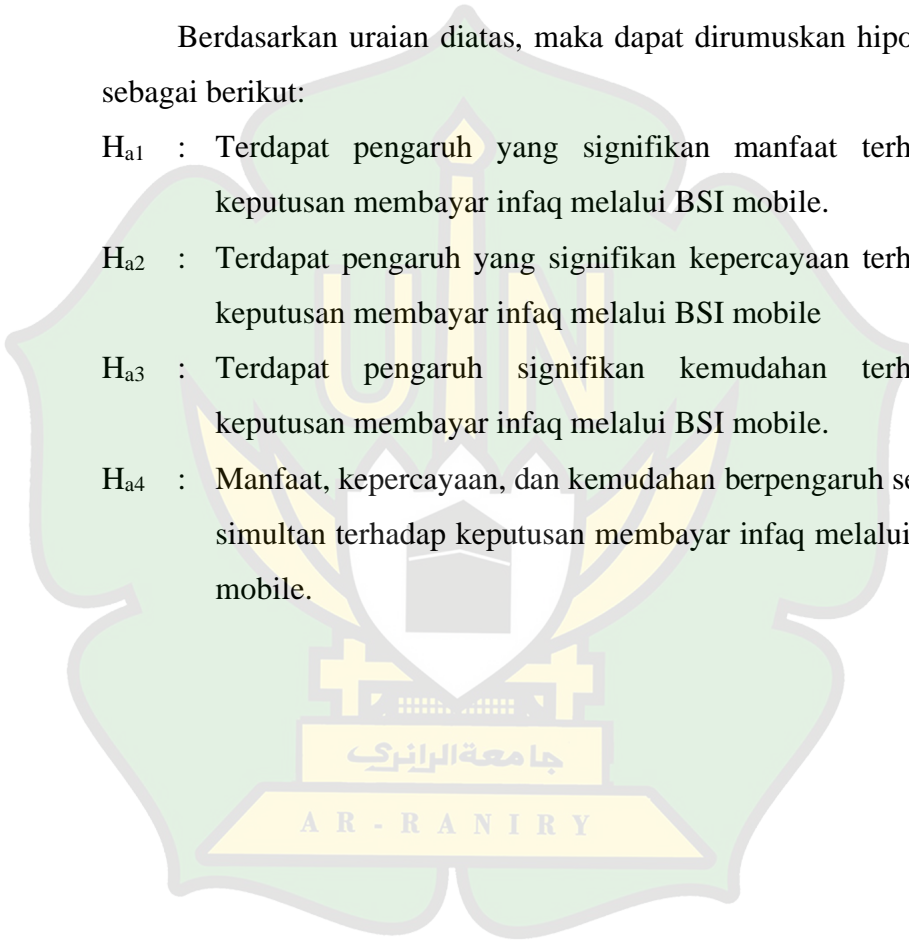 Berdasarkan uraian diatas, maka dapat dirumuskan hipo
sebagai berikut:
Ha1 : Terdapat pengaruh yang signifikan manfaat terh
keputusan membayar infaq melalui BSI mobile.
Ha2 : Terdapat pengaruh yang signifikan kepercayaan terh
keputusan membayar infaq melalui BSI mobile
Ha3 : Terdapat pengaruh signifikan kemudahan terh
keputusan membayar infaq melalui BSI mobile.
Ha4 : Manfaat, kepercayaan, dan kemudahan berpengaruh se
simultan terhadap keputusan membayar infaq melalui
mobile.
UIN
جامعة الرانري
AR-RANIRY